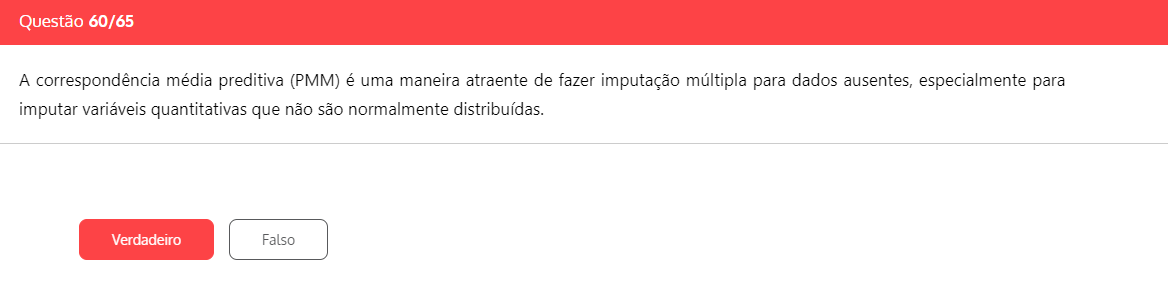 Questão 60/65
A correspondência média preditiva (PMM) é uma maneira atraente de fazer imputação múltipla para dados ausentes, especialmente para
imputar variáveis quantitativas que não são normalmente distribuídas.
Verdadeiro
Falso